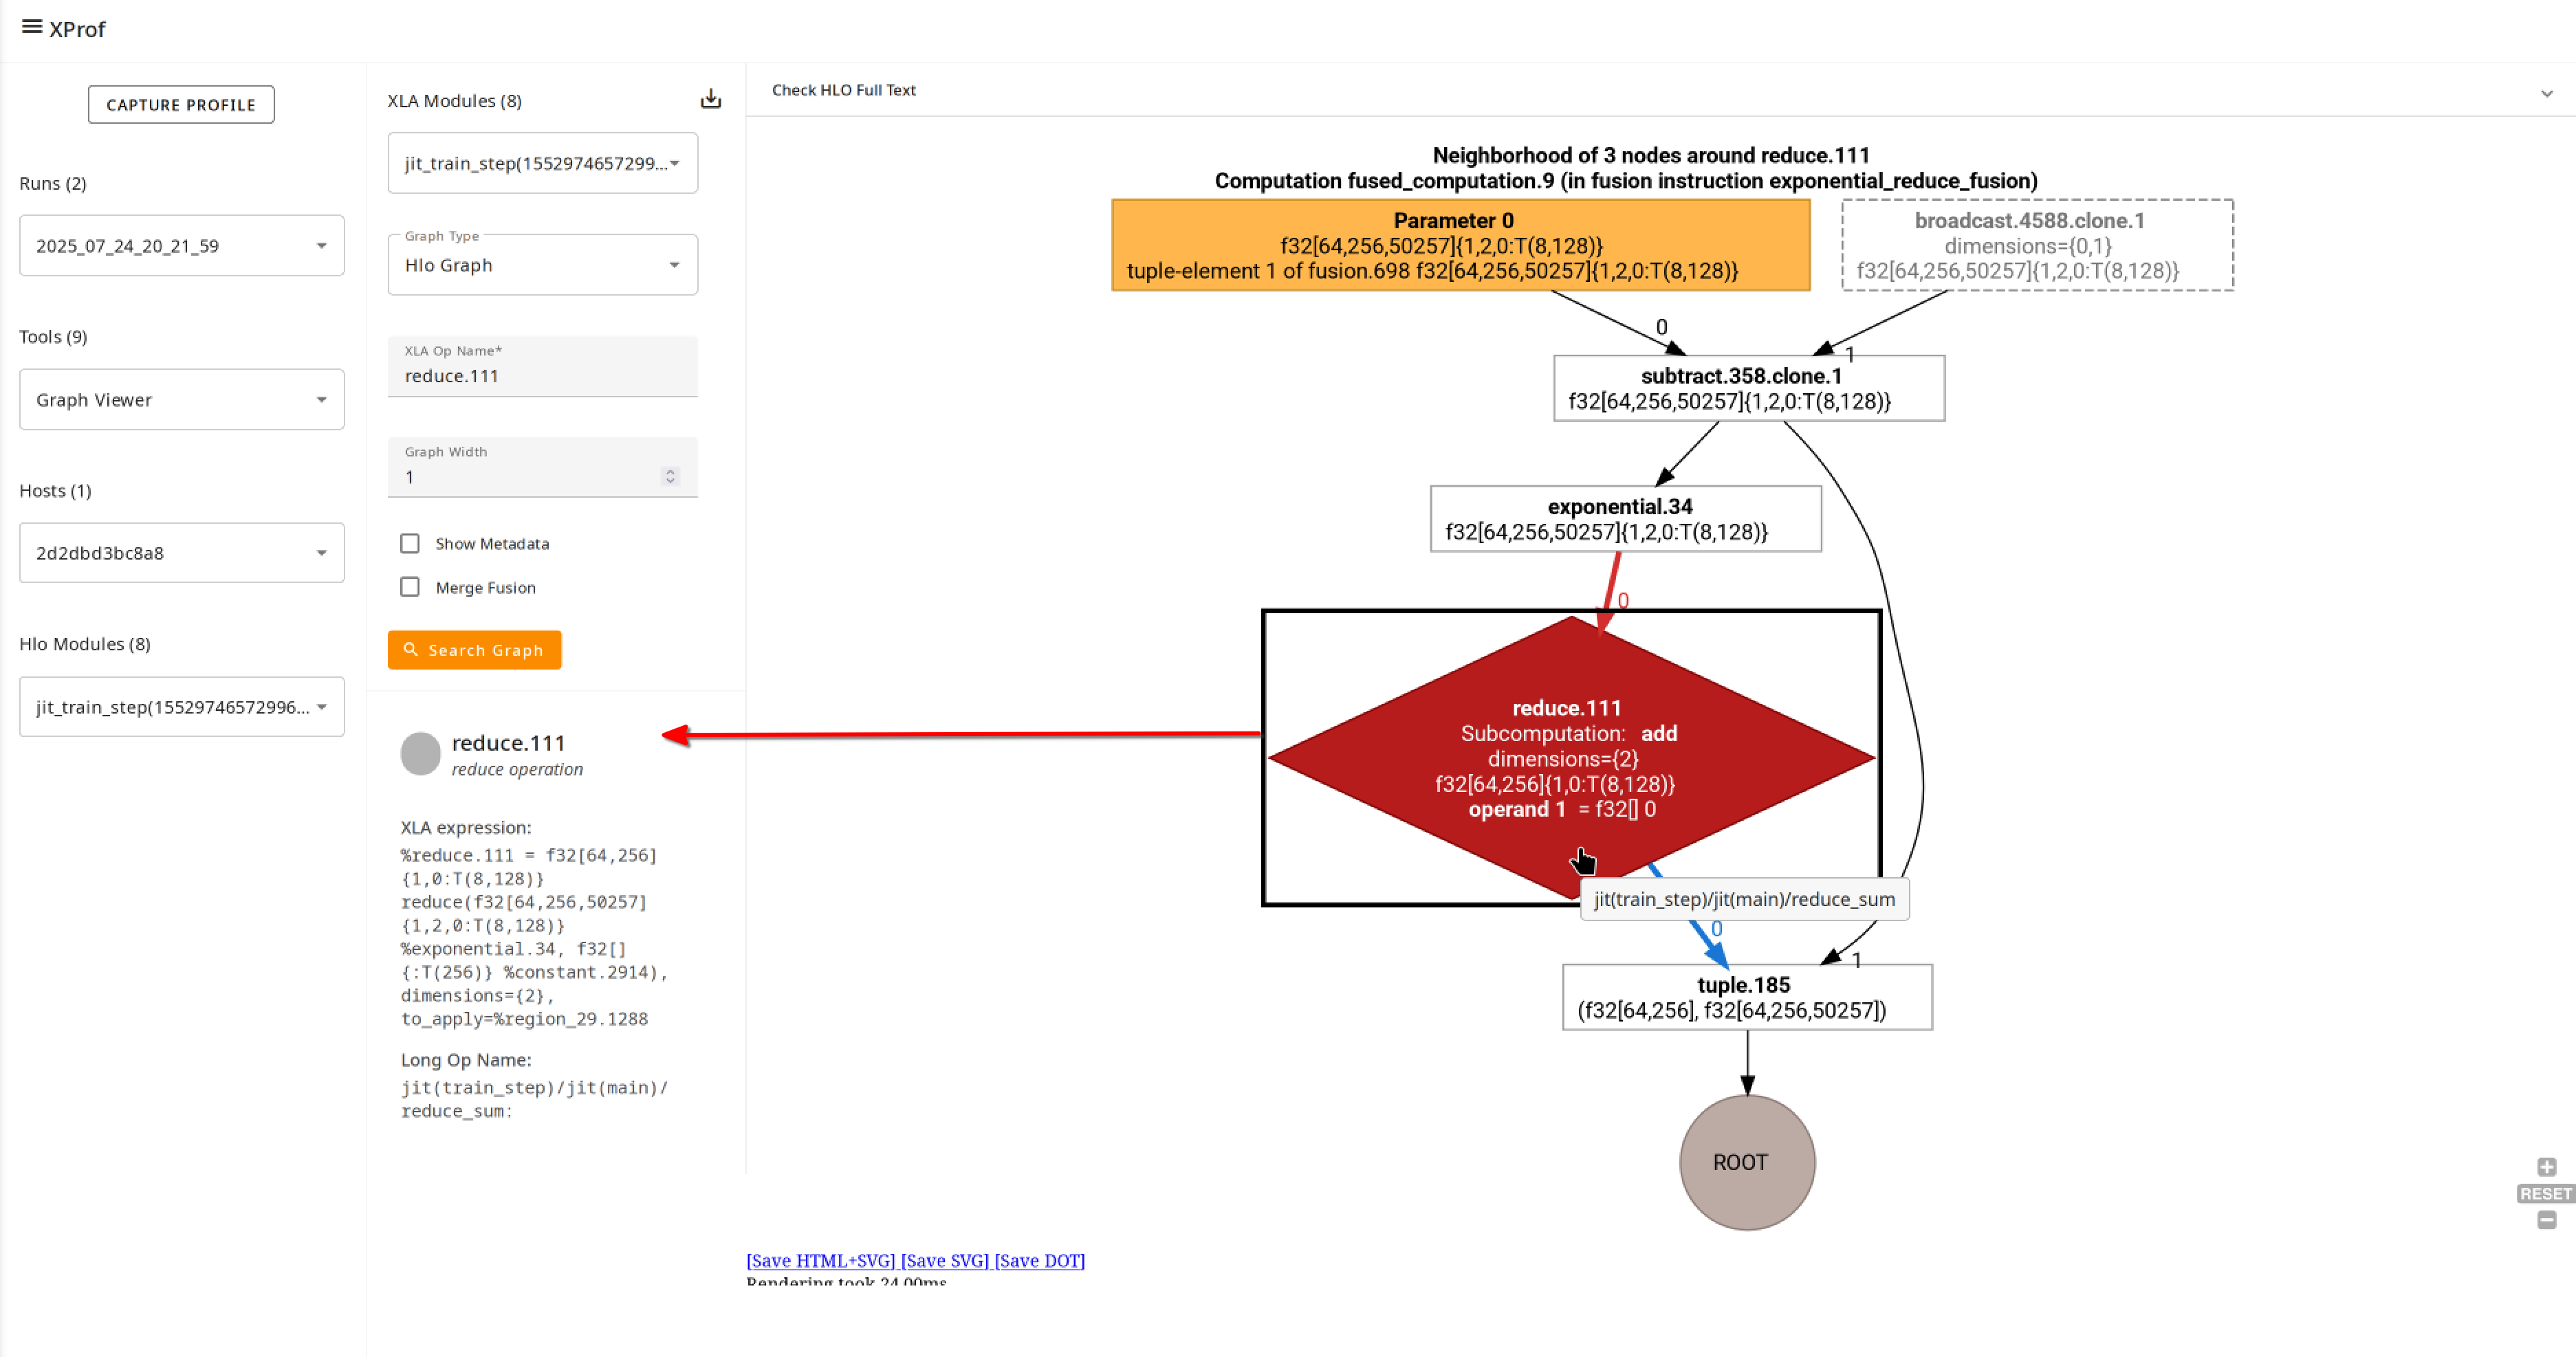 XProf
CAPTURE PROFILE
Runs (2)
2025_07_24_20_21_59
Tools (9)
Graph Viewer
Hosts (1)
2d2dbd3bc8a8
Hlo Modules (8)
jit_train_step(15529746572996...
XLA Modules (8)
jit_train_step(1552974657299...
Graph Type
Hlo Graph
XLA Op Name*
reduce.111
Graph Width
1
Show Metadata
Merge Fusion
Search Graph
reduce.111
reduce operation
XLA expression:
%reduce.111 = f32[64,256]
{1,0:T(8,128)}
reduce(f32[64,256,50257]
{1,2,0:T(8,128)}
%exponential.34, f32[]
{:T(256)} %constant.2914),
dimensions={2},
to_apply=%region_29.1288
Long Op Name:
jit(train_step)/jit(main)/
reduce_sum:
Check HLO Full Text
Neighborhood of 3 nodes around reduce.111
Computation fused_computation.9 (in fusion instruction exponential_reduce_fusion)
Parameter 0
f32[64,256,50257]{1,2,0:T(8,128)}
tuple-element 1 of fusion.698 f32[64,256,50257]{1,2,0:T(8,128)}
broadcast.4588.clone.1
dimensions={0,1}
f32[64,256,50257]{1,2,0:T(8,128)}
0
1
subtract.358.clone.1
f32[64,256,50257]{1,2,0:T(8,128)}
exponential.34
f32[64,256,50257]{1,2,0:T(8,128)}
0
reduce.111
Subcomputation: add
dimensions={2}
f32[64,256]{1,0:T(8,128)}
operand 1 = f32[] 0
jit(train_step)/jit(main)/reduce_sum
0
1
tuple.185
(f32[64,256], f32[64,256,50257])
ROOT
RESET
[Save HTML+SVG] [Save SVG] [Save DOT]
Rendering took 24.00ms